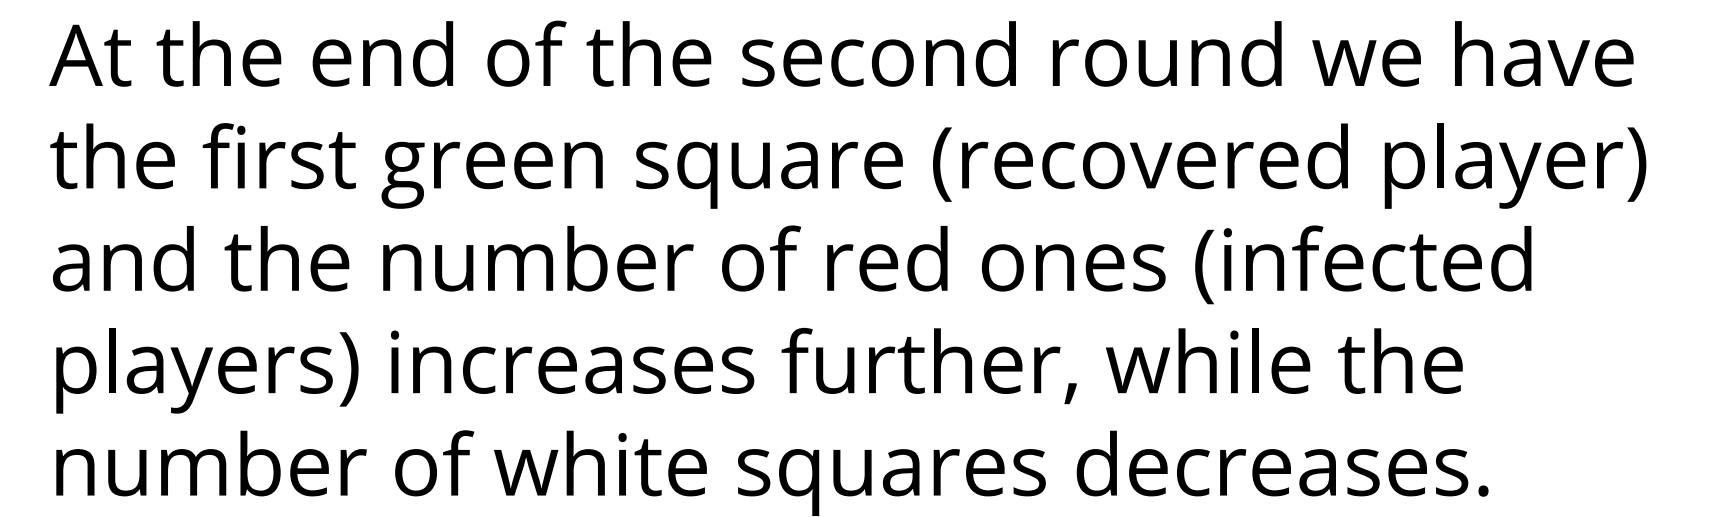 At the end of the second round we have
the first green square (recovered player)
and the number of red ones (infected
players) increases further, while the
number of white squares decreases.